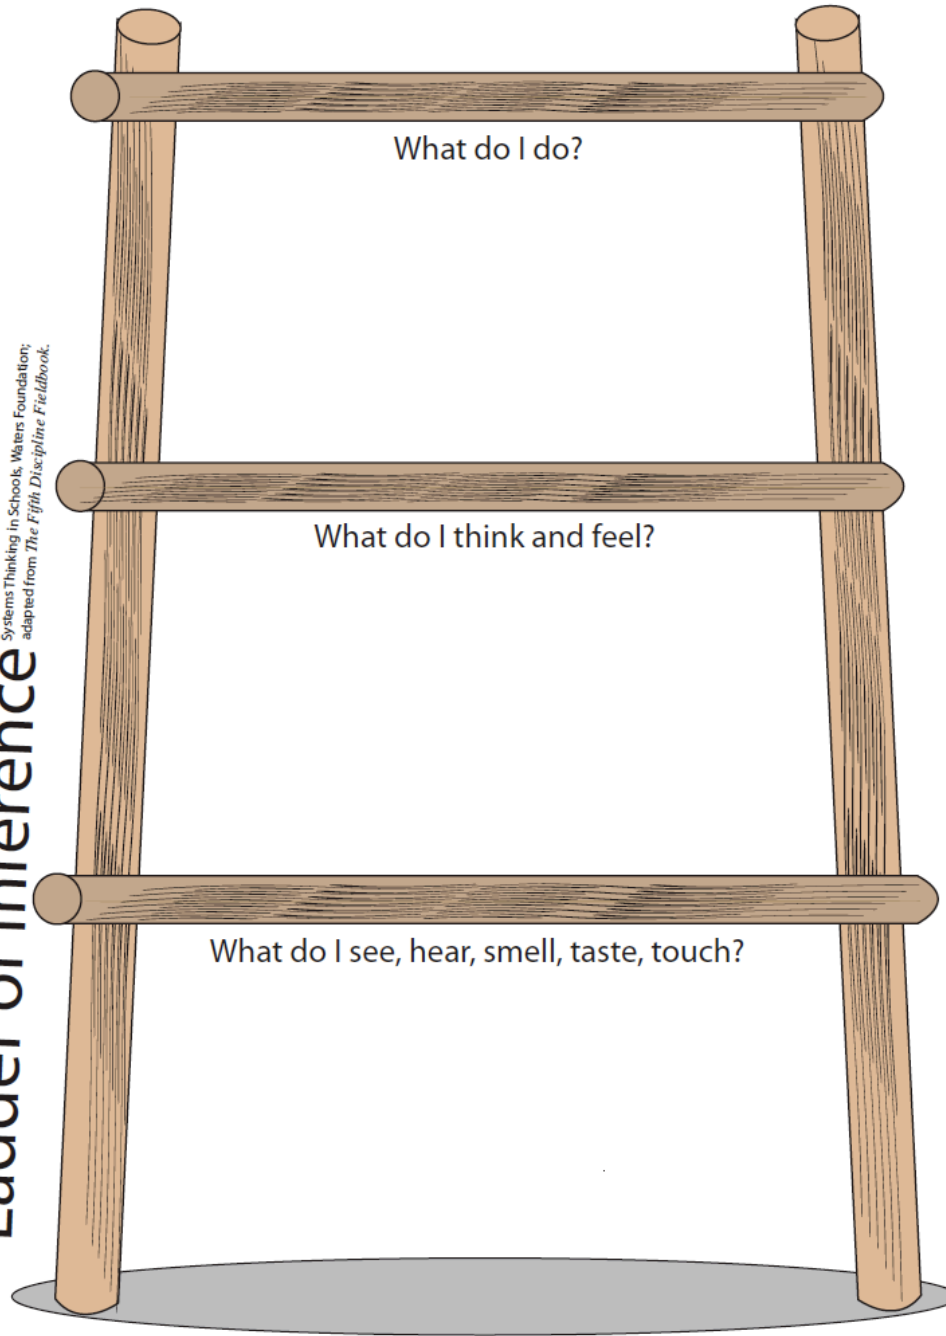 What do I do?
What do I think and feel?
What do I see, hear, smell, taste, touch?
Ladder of Inference
Systems Thinking in Schools, Waters Foundation;
adapted from The Fifth Discipline Fieldbook.